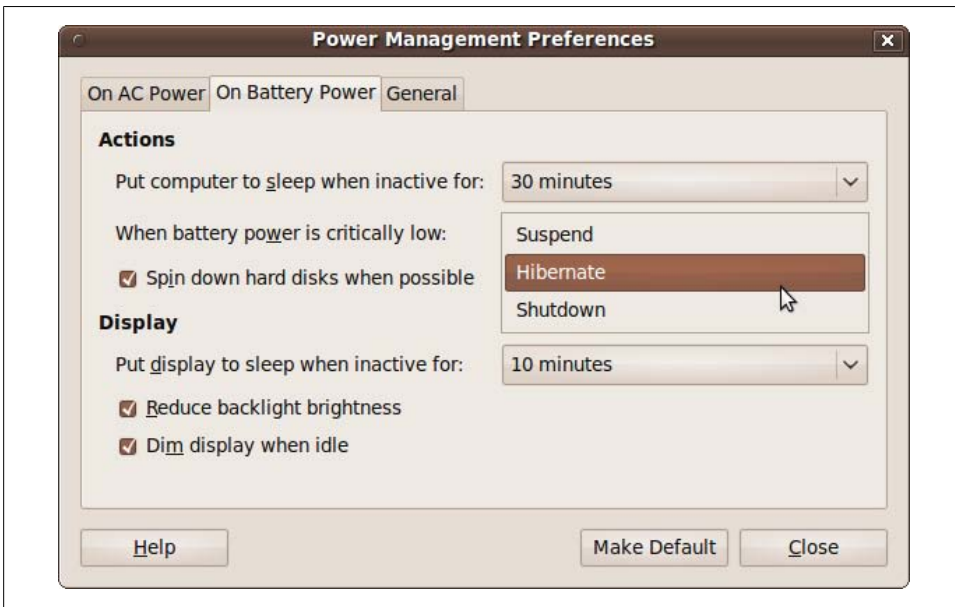 Power Management Preferences
On AC Power On Battery Power General
Actions
Put computer to sleep when inactive for: 30 minutes
When battery power is critically low: Suspend
Spin down hard disks when possible Hibernate
Shutdown
Display
Put display to sleep when inactive for: 10 minutes
Reduce backlight brightness
Dim display when idle
Help Make Default Close